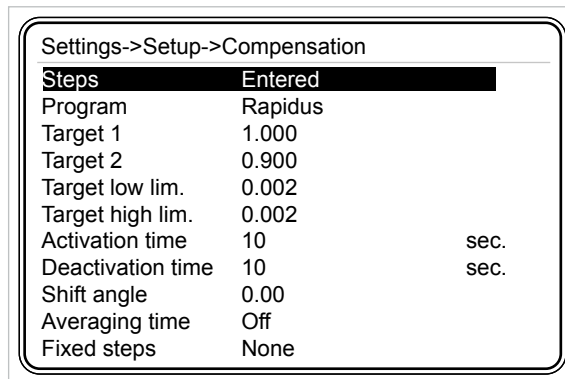 Settings->Setup->Compensation
Steps Entered
Program Rapidus
Target 1 1.000
Target 2 0.900
Target low lim. 0.002
Target high lim. 0.002
Activation time 10 sec.
Deactivation time 10 sec.
Shift angle 0.00
Averaging time Off
Fixed steps None